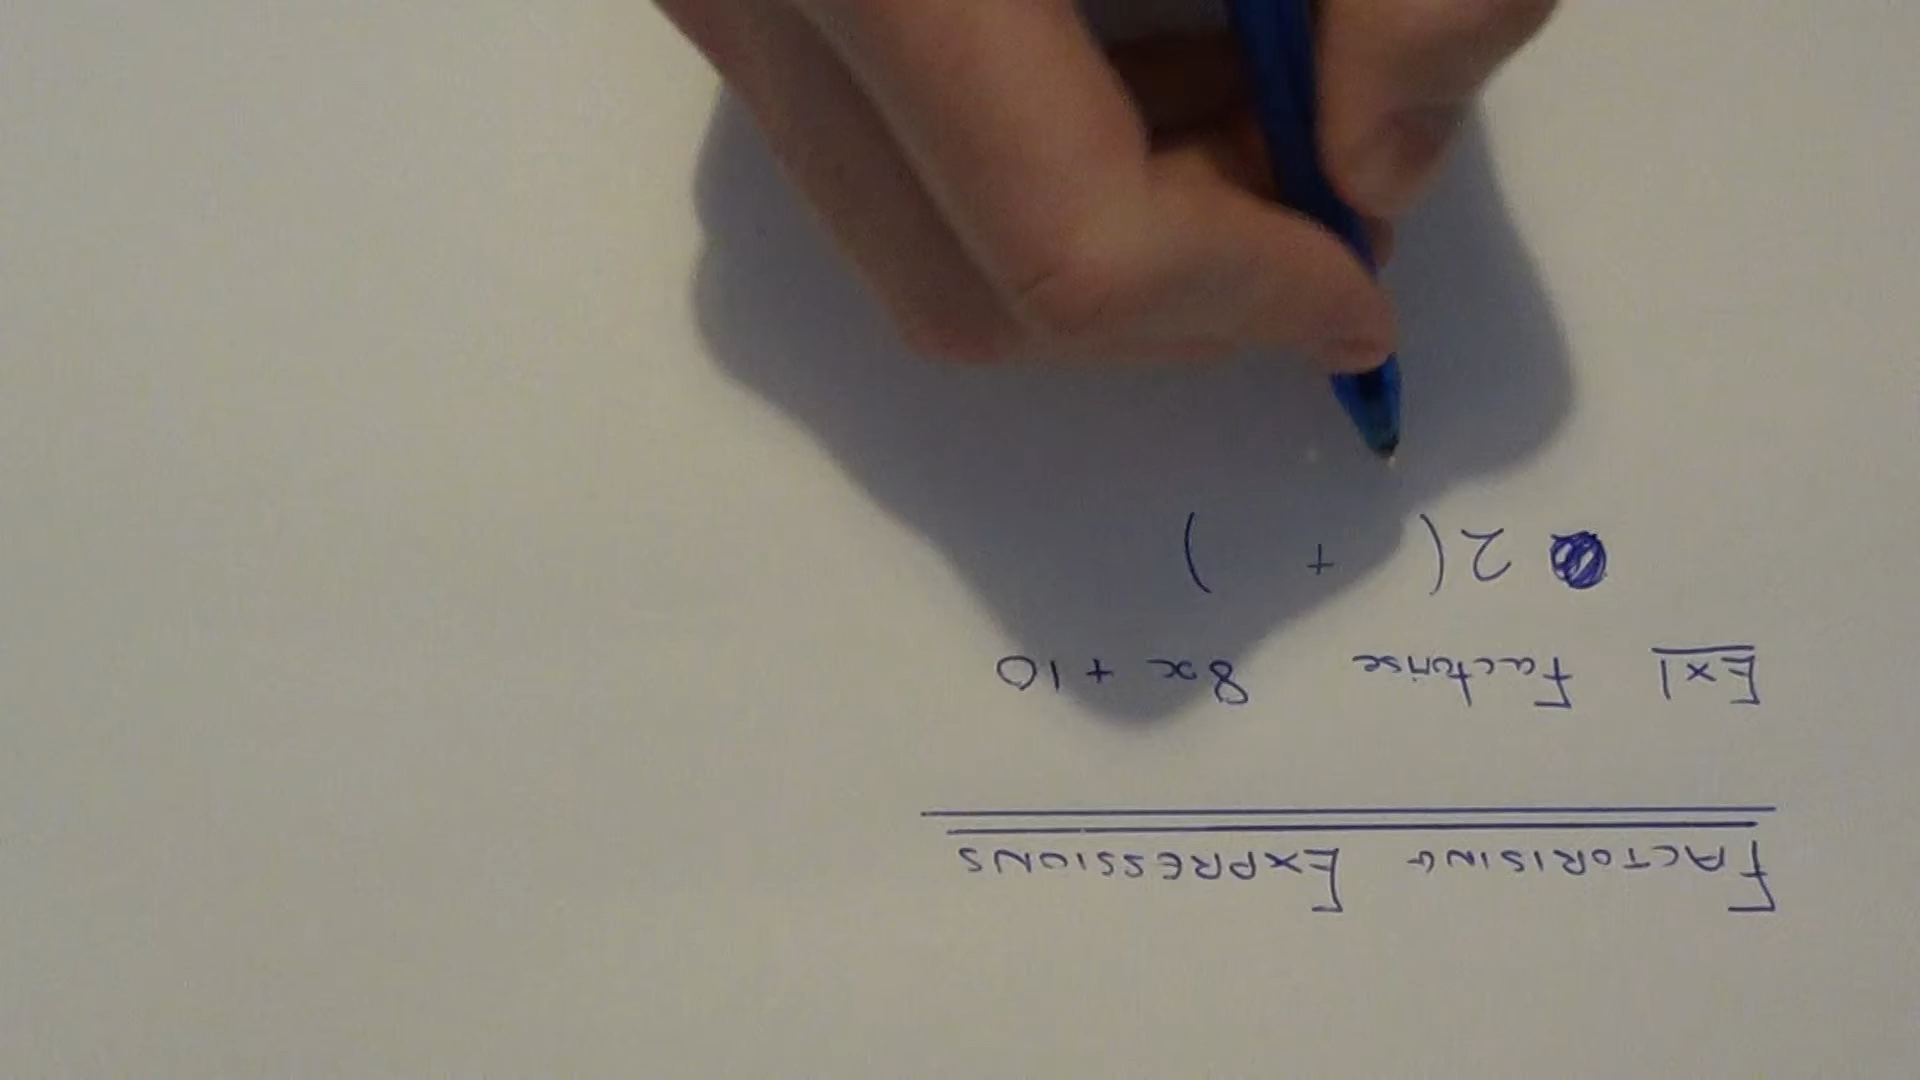 FACTORISING EXPRESSIONS
Ex1 Factorise 8x + 10
2( + )